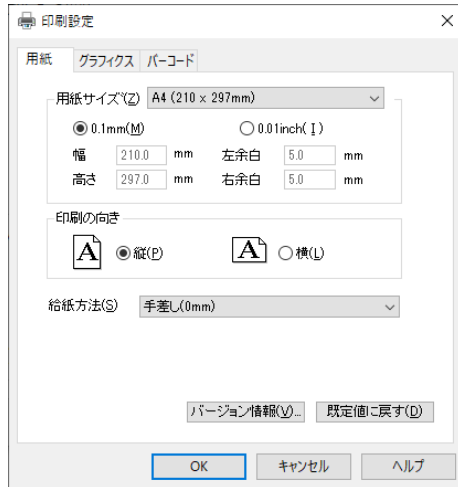 印刷設定
用紙 グラフィクス バーコード
用紙サイズ(Z) A4 (210 x 297mm)
0.1mm(M) 0.01inch(I)
幅 210.0 mm 左余白 5.0 mm
高さ 297.0 mm 右余白 5.0 mm
印刷の向き
A 縦(P) A 横(L)
給紙方法(S) 手差し(0mm)
バージョン情報(V)... 既定値に戻す(D)
OK キャンセル ヘルプ